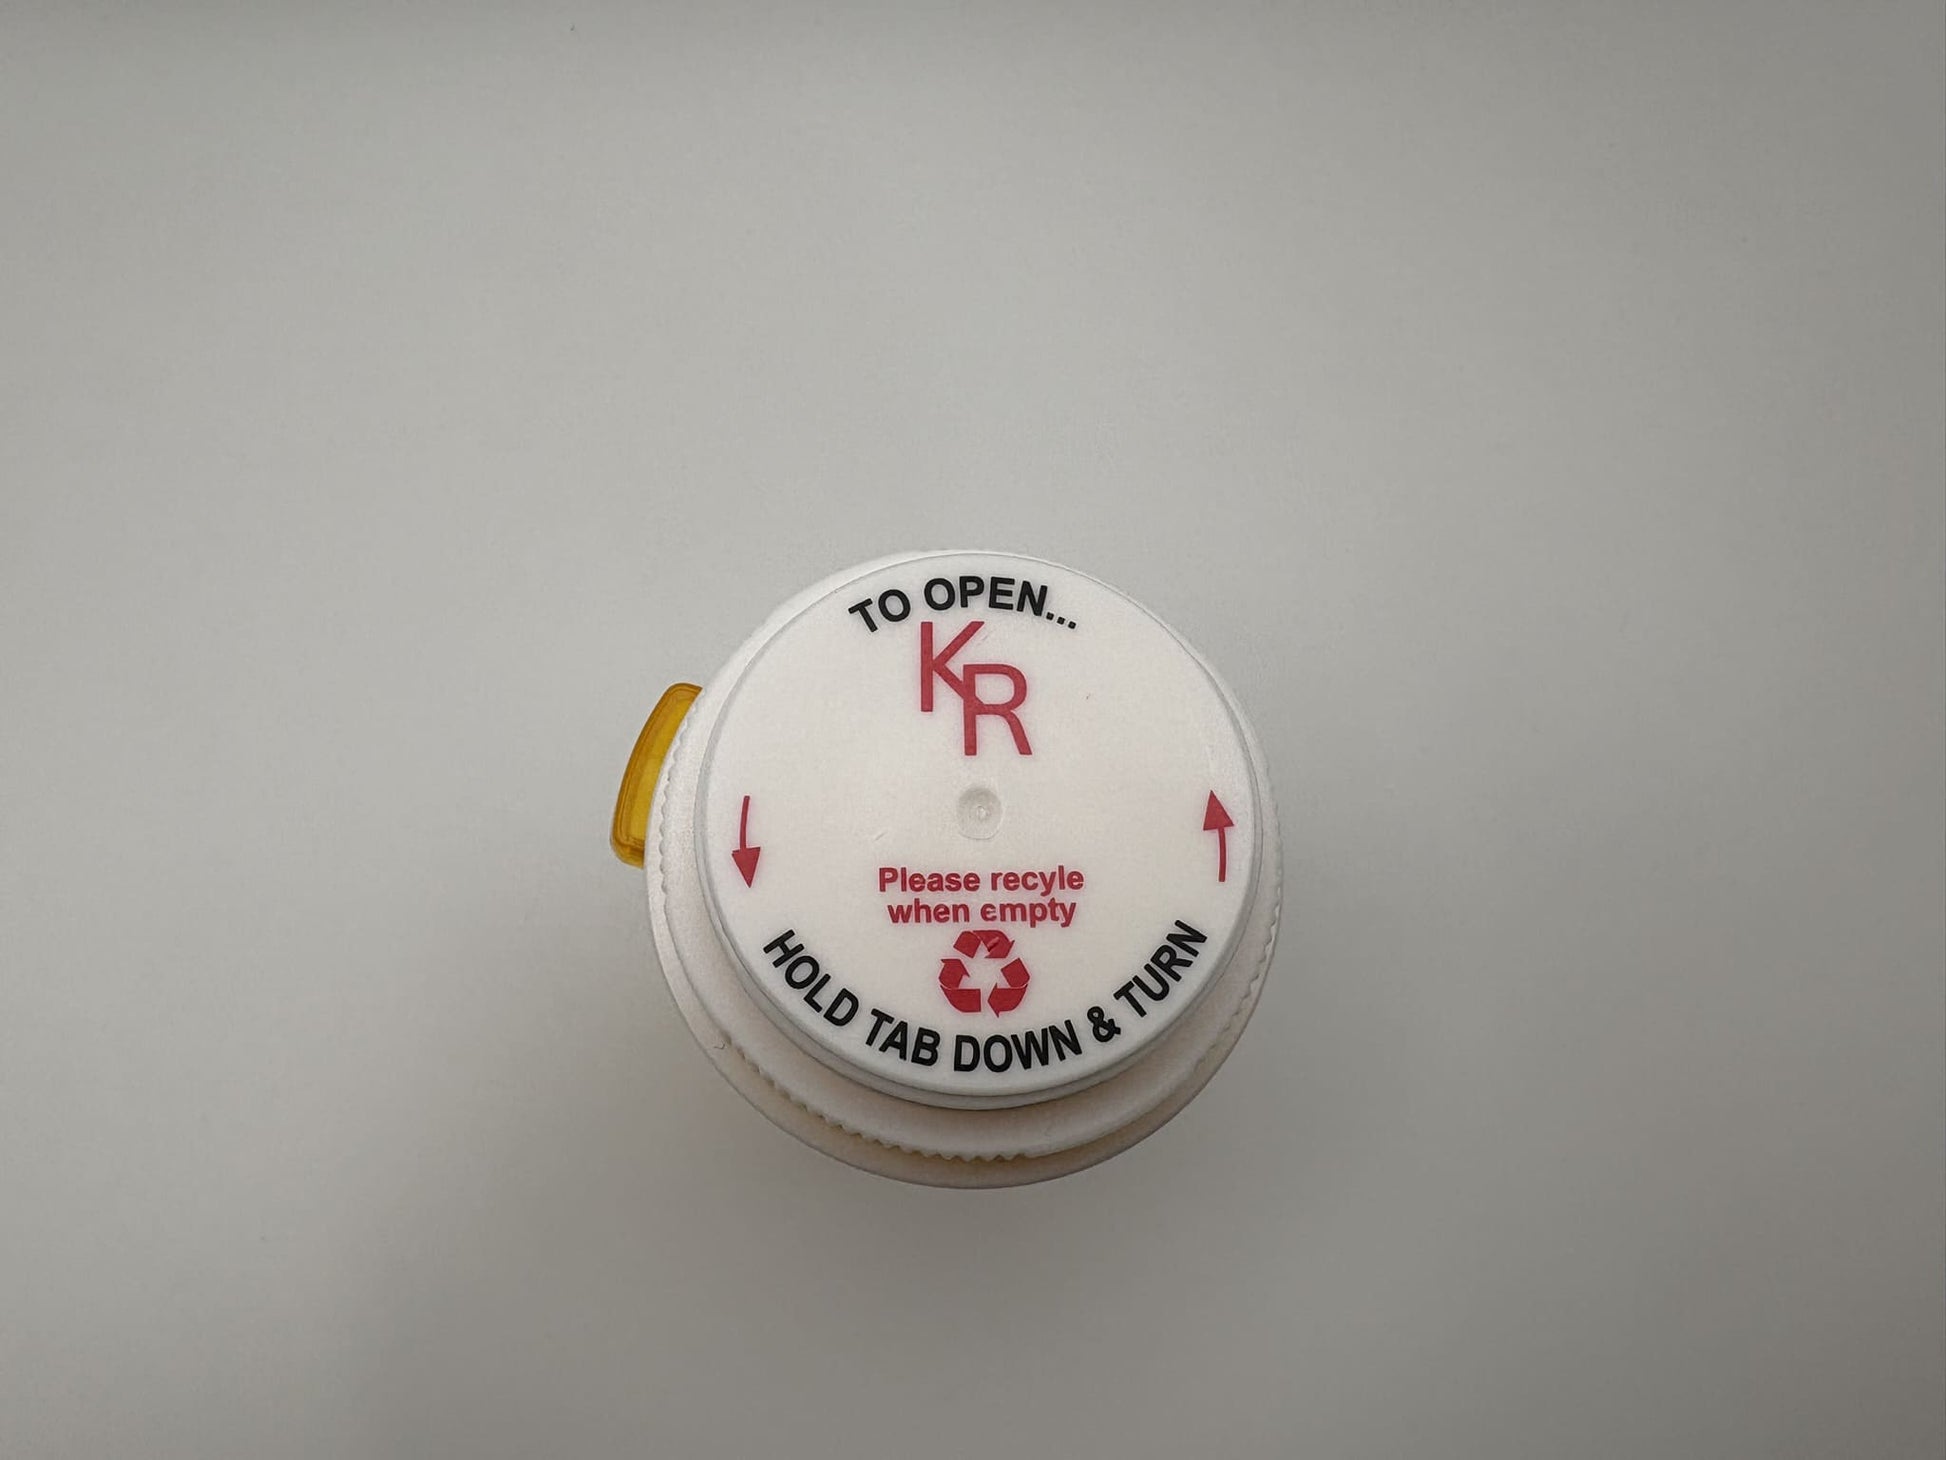 TO OPEN...
KR
Please recyle
when empty
HOLD TAB DOWN & TURN